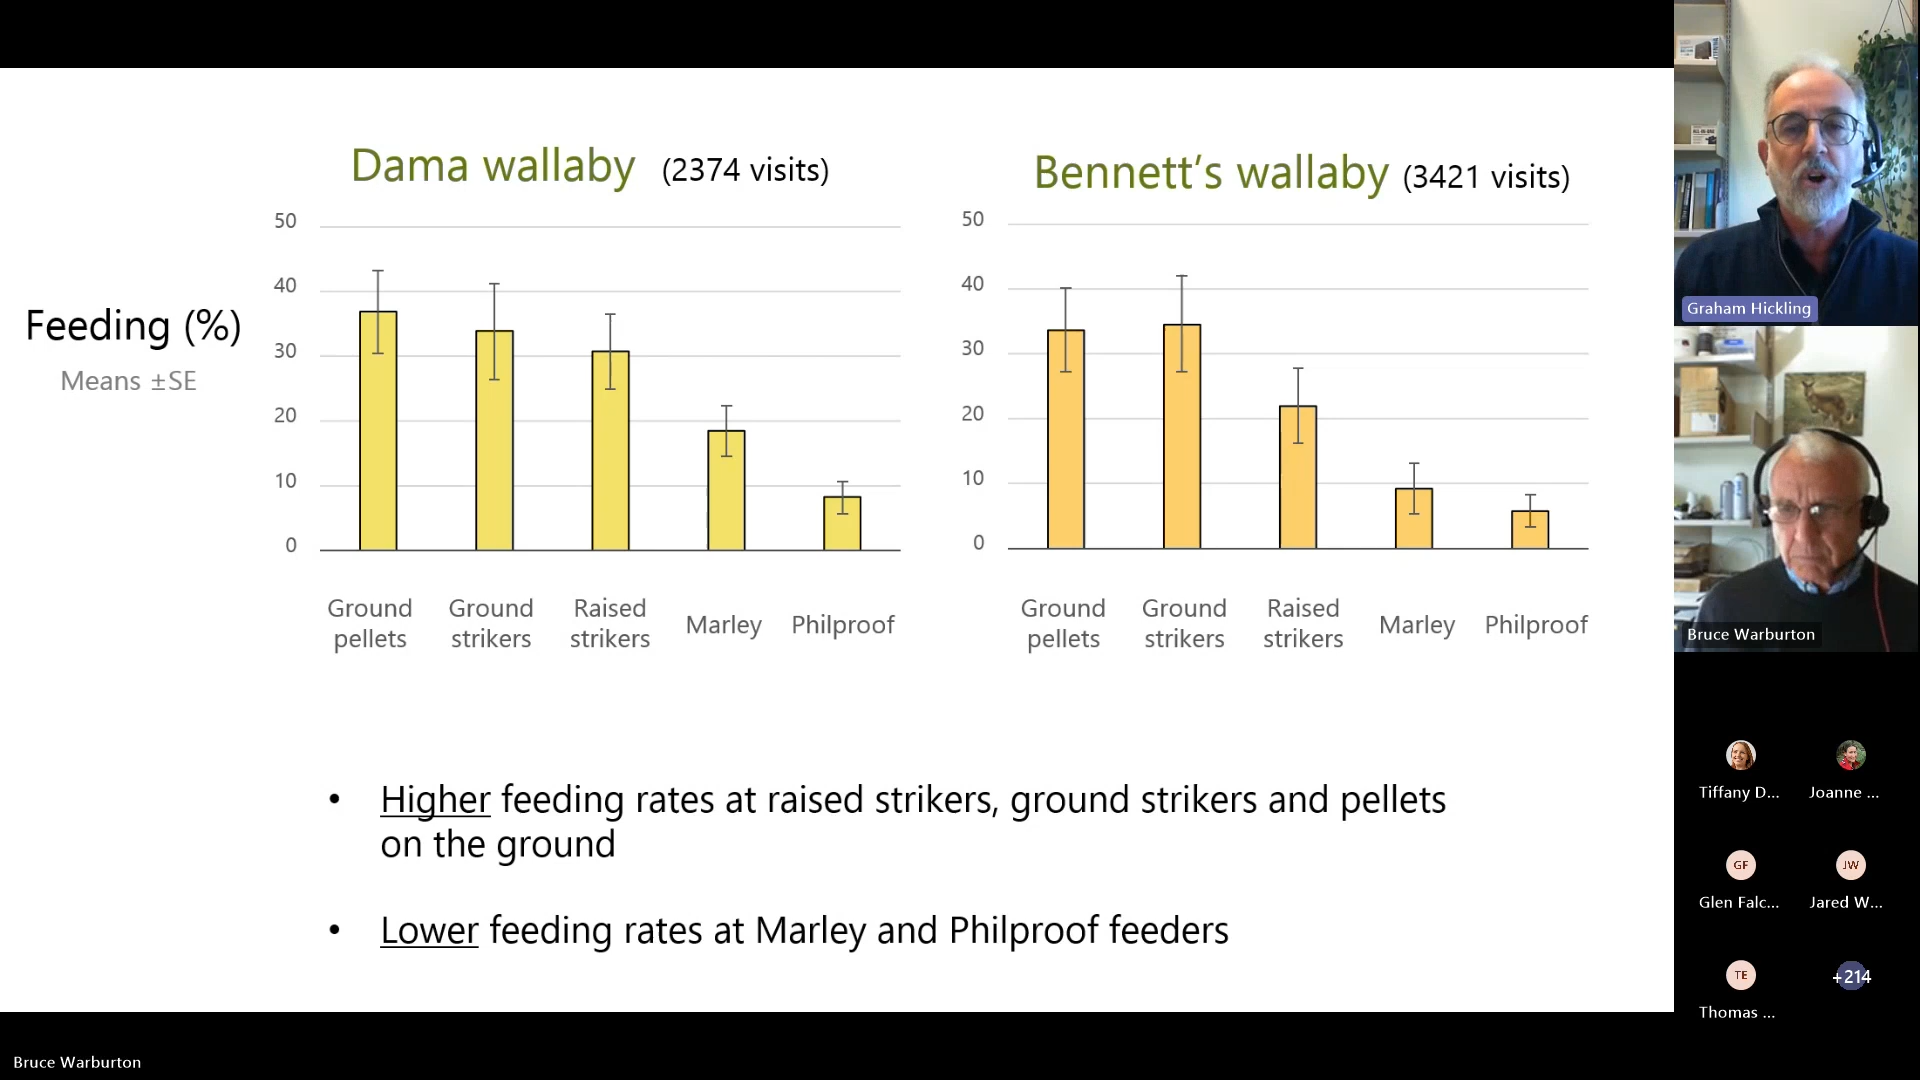 Dama wallaby (2374 visits)
Bennett's wallaby (3421 visits)
Feeding (%)
Means ±SE
50
40
30
20
10
0
Ground pellets
Ground strikers
Raised strikers
Marley
Philproof
50
40
30
20
10
0
Ground pellets
Ground strikers
Raised strikers
Marley
Philproof
• Higher feeding rates at raised strikers, ground strikers and pellets
on the ground
• Lower feeding rates at Marley and Philproof feeders
Graham Hickling
Bruce Warburton
Tiffany D...
Joanne ...
GF
JW
Glen Falc...
Jared W...
TE
+214
Thomas ...
Bruce Warburton